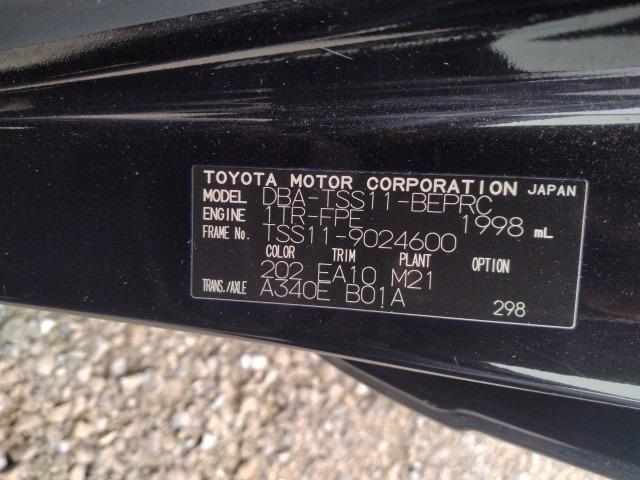 TOYOTA MOTOR CORPORATION JAPAN
MODEL DBA-TSS11-BEPRC
ENGINE 1TR-FPE 1998 mL
FRAME No. TSS11-9024600
COLOR TRIM PLANT OPTION
202 EA10 M21
TRANS./AXLE A340E B01A
298